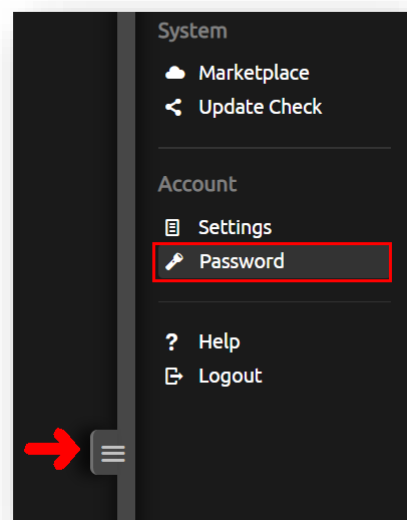 System
Marketplace
Update Check
Account
Settings
Password
? Help
Logout